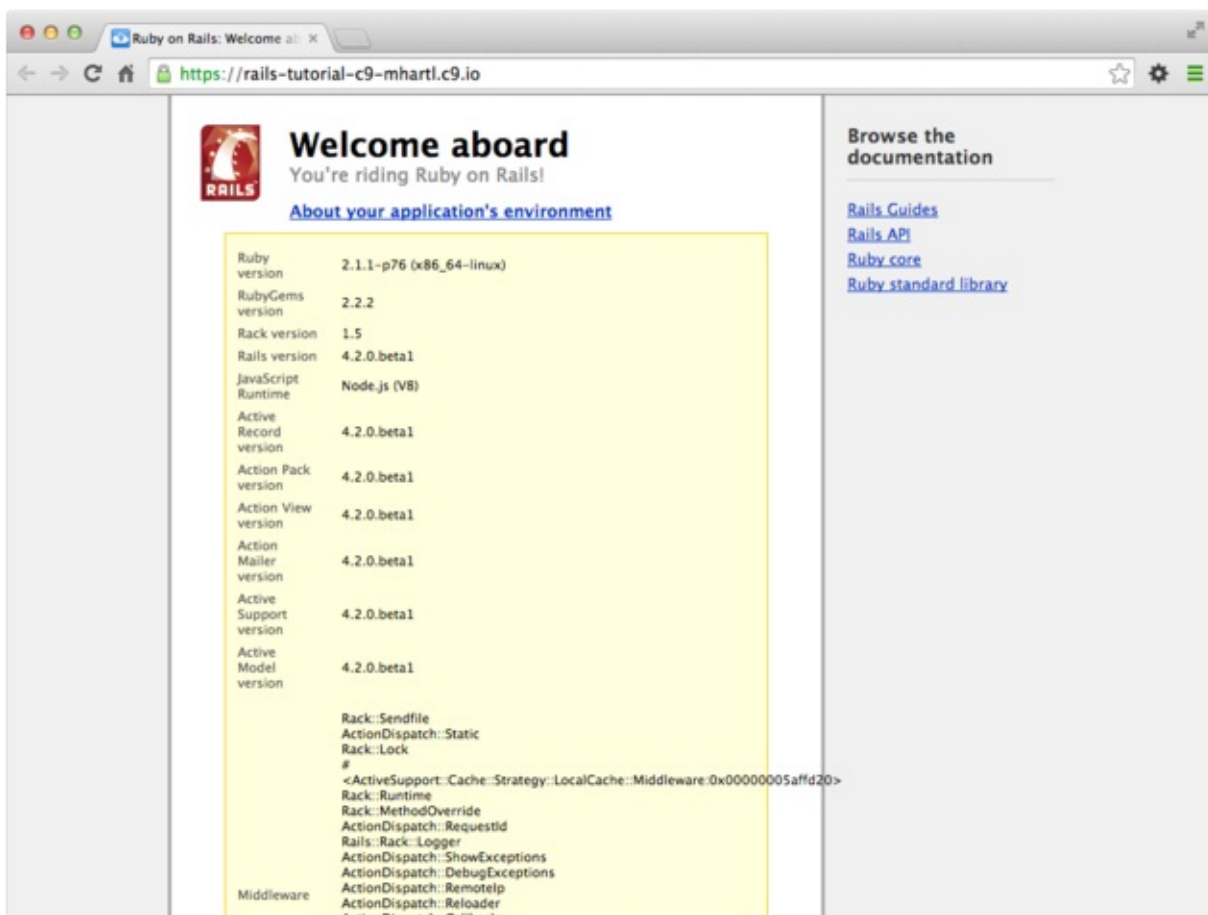 Ruby on Rails: Welcome ab
https://rails-tutorial-c9-mhartl.c9.io
RAILS
Welcome aboard
You're riding Ruby on Rails!
About your application's environment
Ruby
version
2.1.1-p76 (x86_64-linux)
RubyGems
version
2.2.2
Rack version 1.5
Rails version 4.2.0.beta1
JavaScript
Runtime
Node.js (V8)
Active
Record
version
4.2.0.beta1
Action Pack
version
4.2.0.beta1
Action View
version
4.2.0.beta1
Action
Mailer
version
4.2.0.beta1
Active
Support
version
4.2.0.beta1
Active
Model
version
4.2.0.beta1
Middleware
Rack::Sendfile
ActionDispatch::Static
Rack::Lock
#
<ActiveSupport::Cache::Strategy::LocalCache::Middleware:0x00000005affd20>
Rack::Runtime
Rack::MethodOverride
ActionDispatch::RequestId
Rails::Rack::Logger
ActionDispatch::ShowExceptions
ActionDispatch::DebugExceptions
ActionDispatch::RemoteIp
ActionDispatch::Reloader
Browse the
documentation
Rails Guides
Rails API
Ruby core
Ruby standard library